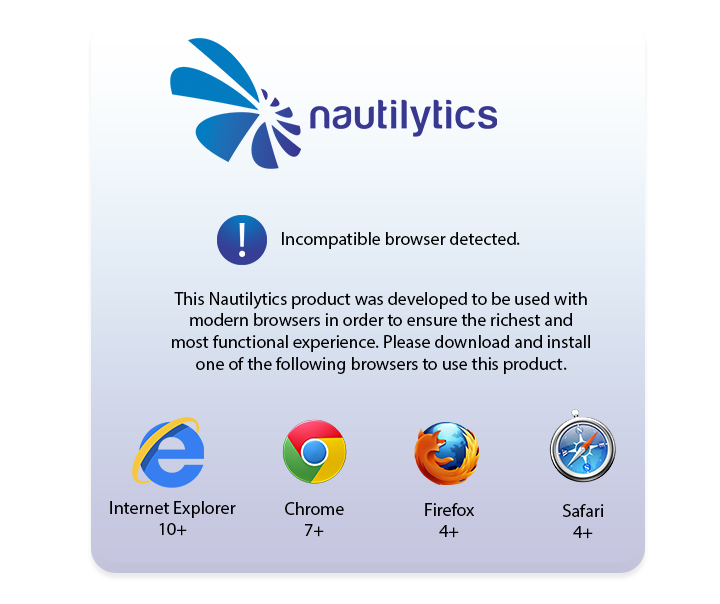 nautilytics
!
Incompatible browser detected.
This Nautilytics product was developed to be used with
modern browsers in order to ensure the richest and
most functional experience. Please download and install
one of the following browsers to use this product.
Internet Explorer
10+
Chrome
7+
Firefox
4+
Safari
4+